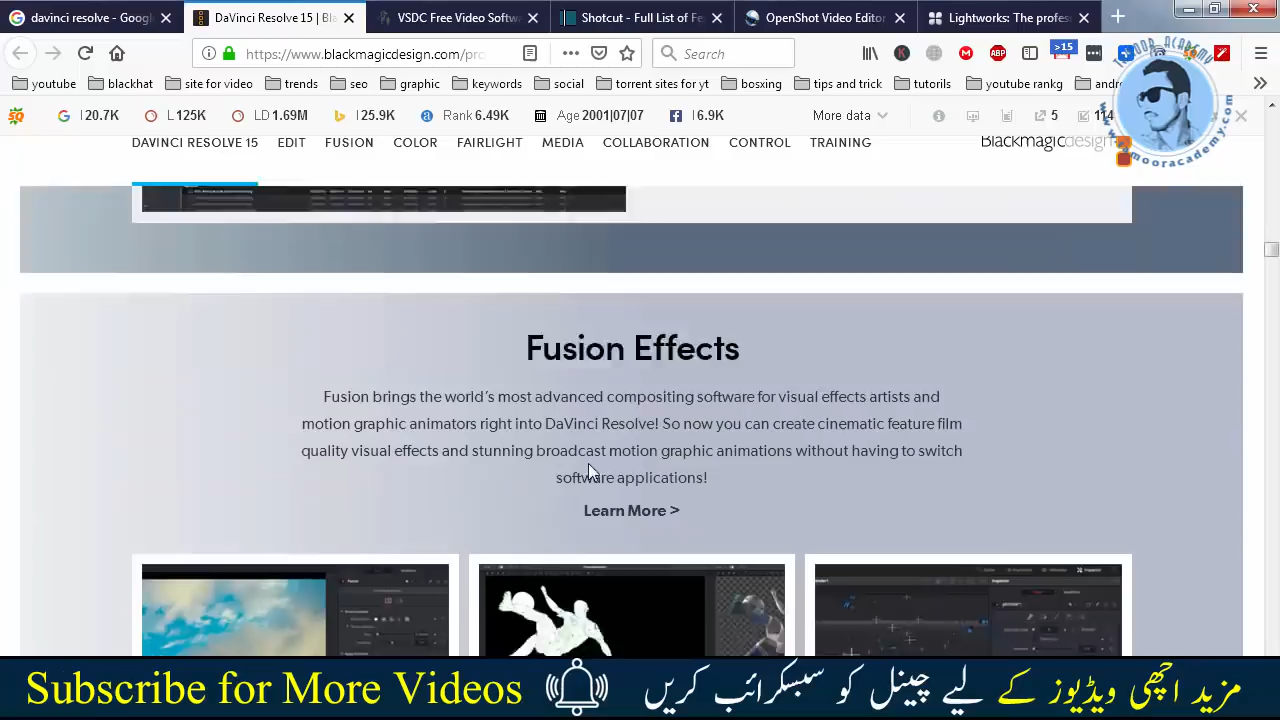 davinci resolve - Google
DaVinci Resolve 15 | Bla
VSDC Free Video Softwa
Shotcut - Full List of Fe
OpenShot Video Editor
Lightworks: The profes
https://www.blackmagicdesign.com/pro
Search
>15
ABP
youtube
blackhat
site for video
trends
seo
graphic
keywords
social
torrent sites for yt
bosxing
tips and trick
tutorils
youtube rankg
andr
I 20.7K
L 125K
LD 1.69M
I 25.9K
Rank 6.49K
Age 2001|07|07
I 6.9K
More data
5
114
DAVINCI RESOLVE 15
EDIT
FUSION
COLOR
FAIRLIGHT
MEDIA
COLLABORATION
CONTROL
TRAINING
Blackmagicdesign
Fusion Effects
Fusion brings the world's most advanced compositing software for visual effects artists and
motion graphic animators right into DaVinci Resolve! So now you can create cinematic feature film
quality visual effects and stunning broadcast motion graphic animations without having to switch
software applications!
Learn More >
Subscribe for More Videos
مزید اچھی ویڈیوز کے لیے چینل کو سبسکرائب کریں